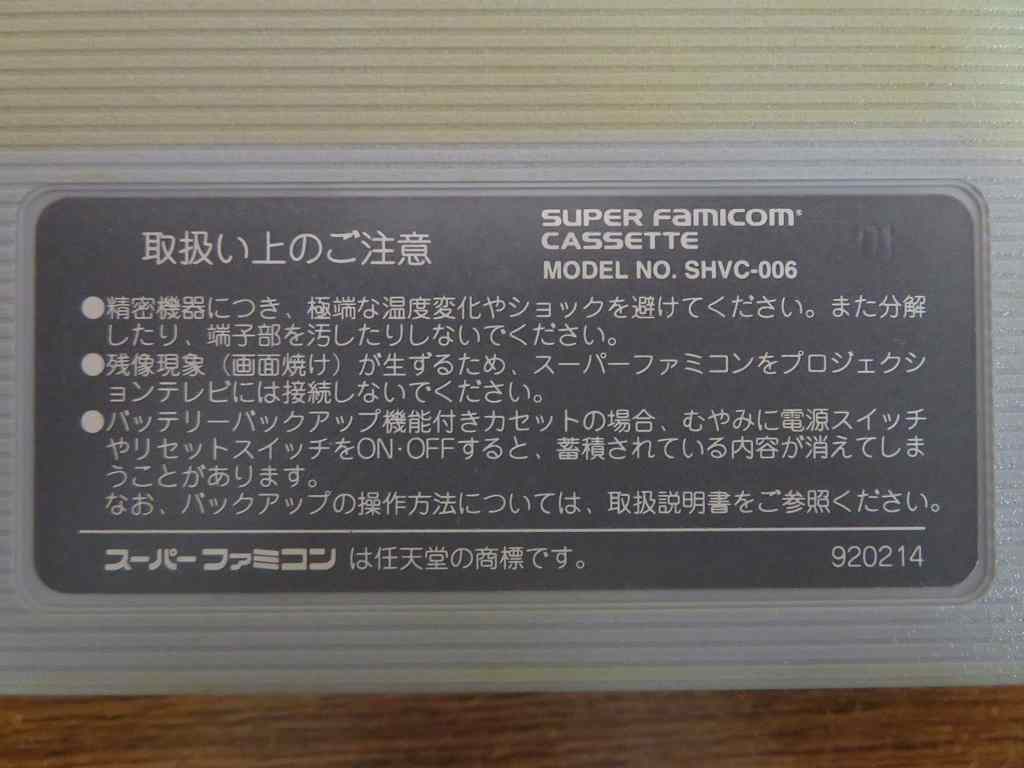 取扱い上のご注意
SUPER FAMICOM
CASSETTE
MODEL NO. SHVC-006
●精密機器につき、極端な温度変化やショックを避けてください。また分解
したり、端子部を汚したりしないでください。
●残像現象（画面焼け）が生ずるため、スーパーファミコンをプロジェクシ
ョンテレビには接続しないでください。
●バッテリーバックアップ機能付きカセットの場合、むやみに電源スイッチ
やリセットスイッチをON·OFFすると、蓄積されている内容が消えてしま
うことがあります。
なお、バックアップの操作方法については、取扱説明書をご参照ください。
スーパーファミコン は任天堂の商標です。
920214